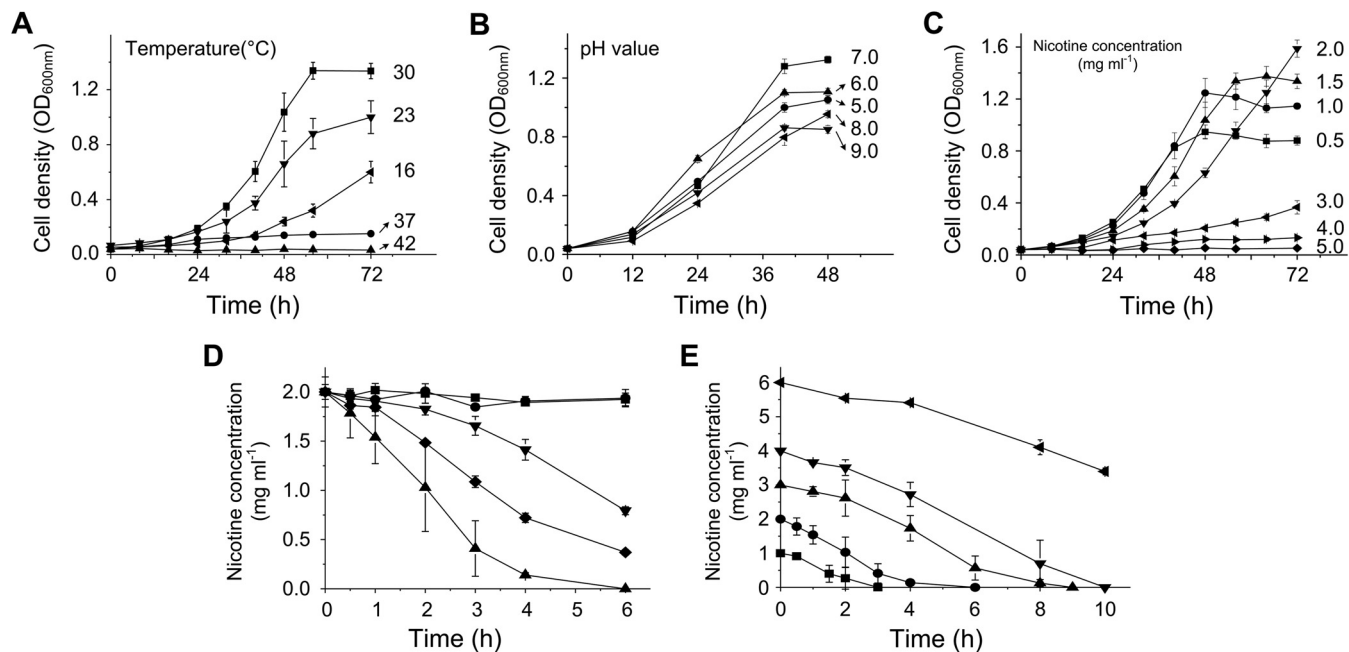 A
Temperature(°C)
Cell density (OD600nm)
1.2
0.8
0.4
0.0
0 24 48 72
Time (h)
30
23
16
37
42
B
pH value
Cell density (OD600nm)
1.2
0.8
0.4
0.0
0 12 24 36 48
Time (h)
7.0
6.0
5.0
8.0
9.0
C
Nicotine concentration
(mg ml-1)
Cell density (OD600nm)
1.6
1.2
0.8
0.4
0.0
0 24 48 72
Time (h)
2.0
1.5
1.0
0.5
3.0
4.0
5.0
D
Nicotine concentration
(mg ml-1)
2.0
1.5
1.0
0.5
0.0
0 1 2 3 4 5 6
Time (h)
E
Nicotine concentration
(mg ml-1)
6
5
4
3
2
1
0
0 2 4 6 8 10
Time (h)